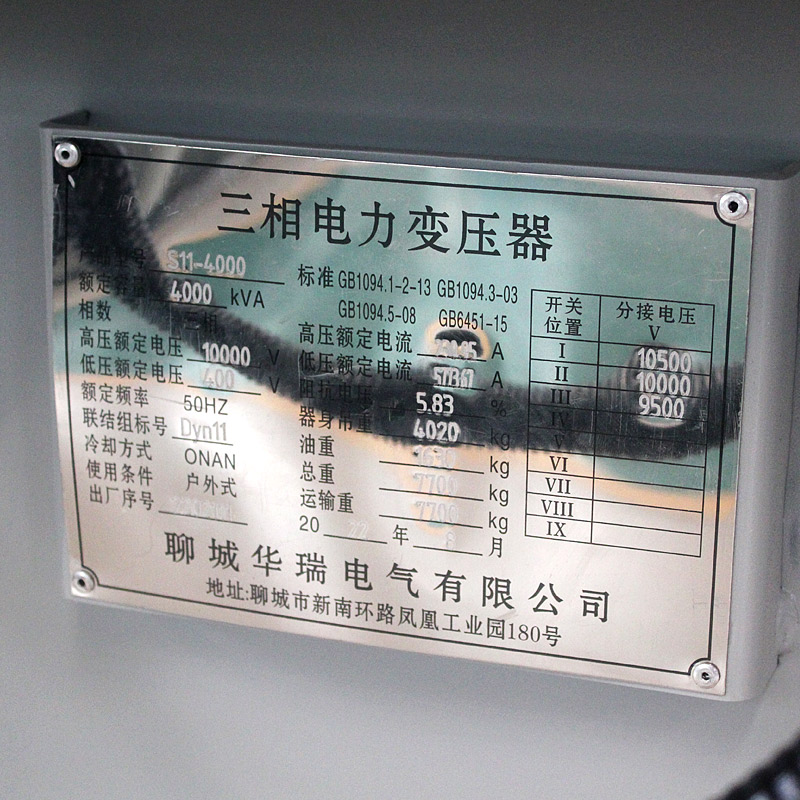 三相电力变压器
产品型号 S11-4000
额定容量 4000 kVA
相数 三相
高压额定电压 10000 V
低压额定电压 400 V
额定频率 50HZ
联结组标号 Dyn11
冷却方式 ONAN
使用条件 户外式
出厂序号
标准 GB1094.1-2-13 GB1094.3-03
GB1094.5-08 GB6451-15
高压额定电流 A
低压额定电流 A
阻抗电压 5.83 %
器身吊重 4020 kg
油重 kg
总重 7700 kg
运输重 7700 kg
20 年 月
开关位置 分接电压 V
I 10500
II 10000
III 9500
IV
V
VI
VII
VIII
IX
聊城华瑞电气有限公司
地址:聊城市新南环路凤凰工业园180号